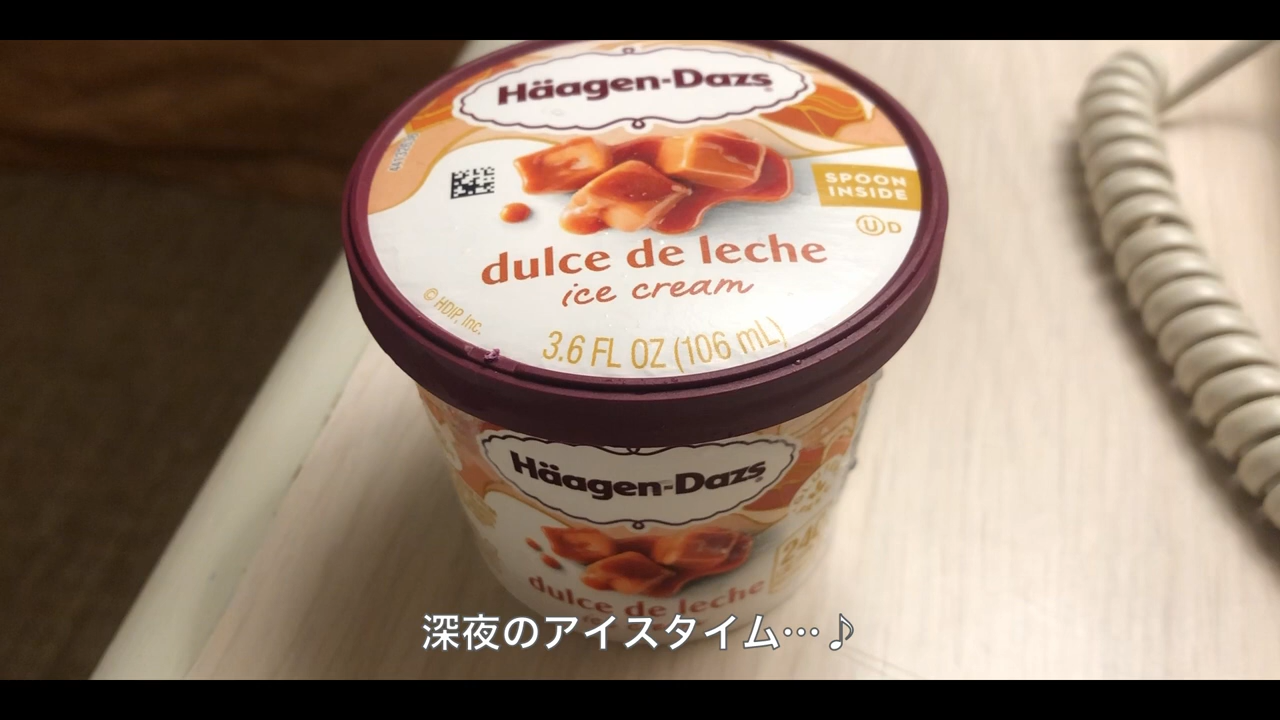 Häagen-Dazs
SPOON
INSIDE
UD
dulce de leche
ice cream
© HDIP, Inc.
3.6 FL OZ (106 mL)
Häagen-Dazs
dulce de leche
深夜のアイスタイム…♪